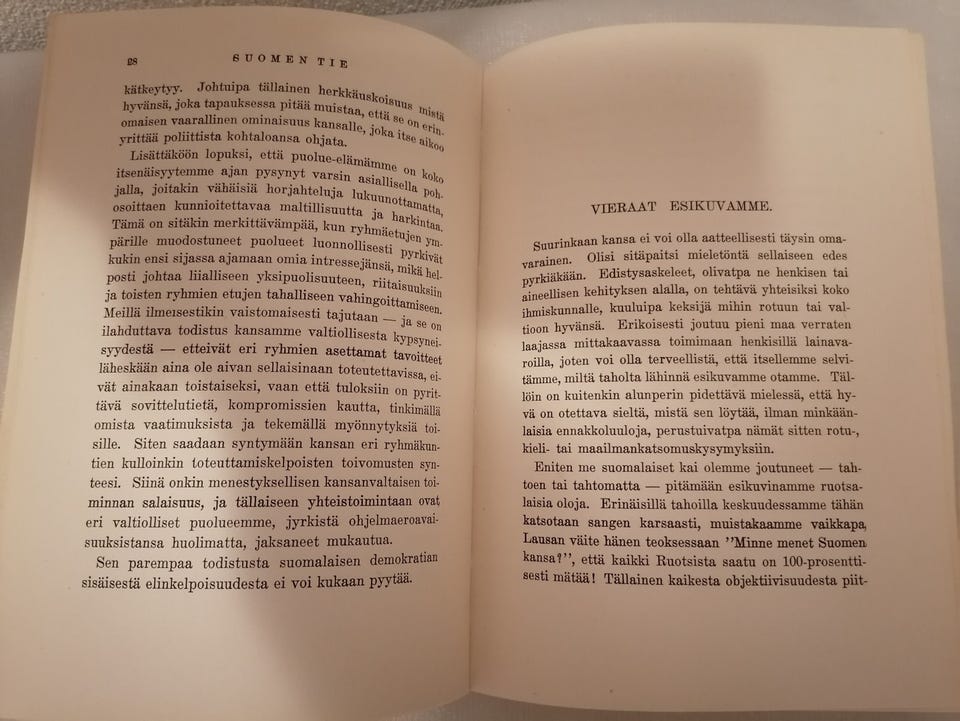 28 SUOMEN TIE
kätkeytyy. Johtuipa tällainen herkkäuskoisuus mistä
hyvänsä, joka tapauksessa pitää muistaa, että se on erin-
omaisen vaarallinen ominaisuus kansalle, joka itse aikoo
yrittää poliittista kohtaloansa ohjata.
Lisättäköön lopuksi, että puolue-elämämme on koko
itsenäisyytemme ajan pysynyt varsin asiallisella poh-
jalla, joitakin vähäisiä horjahteluja lukuunottamatta,
osoittaen kunnioitettavaa maltillisuutta ja harkintaa.
Tämä on sitäkin merkittävämpää, kun ryhmäetujen ym-
pärille muodostuneet puolueet luonnollisesti pyrkivät
kukin ensi sijassa ajamaan omia intressejänsä, mikä hel-
posti johtaa liialliseen yksipuolisuuteen, riitaisuuksiin
ja toisten ryhmien etujen tahalliseen vahingoittamiseen.
Meillä ilmeisestikin vaistomaisesti tajutaan — ja se on
ilahduttava todistus kansamme valtiollisesta kypsynei-
syydestä — etteivät eri ryhmien asettamat tavoitteet
läheskään aina ole aivan sellaisinaan toteutettavissa, ei-
vät ainakaan toistaiseksi, vaan että tuloksiin on pyrit-
tävä sovittelutietä, kompromissien kautta, tinkimällä
omista vaatimuksista ja tekemällä myönnytyksiä toi-
sille. Siten saadaan syntymään kansan eri ryhmäkun-
tien kulloinkin toteuttamiskelpoisten toivomusten syn-
teesi. Siinä onkin menestyksellisen kansanvaltaisen toi-
minnan salaisuus, ja tällaiseen yhteistoimintaan ovat
eri valtiolliset puolueemme, jyrkistä ohjelmaeroavai-
suuksistansa huolimatta, jaksaneet mukautua.
Sen parempaa todistusta suomalaisen demokratian
sisäisestä elinkelpoisuudesta ei voi kukaan pyytää.
VIERAAT ESIKUVAMME.
Suurinkaan kansa ei voi olla aatteellisesti täysin oma-
varainen. Olisi sitäpaitsi mieletöntä sellaiseen edes
pyrkiäkään. Edistysaskeleet, olivatpa ne henkisen tai
aineellisen kehityksen alalla, on tehtävä yhteisiksi koko
ihmiskunnalle, kuuluipa keksijä mihin rotuun tai val-
tioon hyvänsä. Erikoisesti joutuu pieni maa verraten
laajassa mittakaavassa toimimaan henkisillä lainava-
roilla, joten voi olla terveellistä, että itsellemme selvi-
tämme, miltä taholta lähinnä esikuvamme otamme. Täl-
löin on kuitenkin alunperin pidettävä mielessä, että hy-
vä on otettava sieltä, mistä sen löytää, ilman minkään-
laisia ennakkoluuloja, perustuivatpa nämät sitten rotu-,
kieli- tai maailmankatsomuskysymyksiin.
Eniten me suomalaiset kai olemme joutuneet — tah-
toen tai tahtomatta — pitämään esikuvinamme ruotsa-
laisia oloja. Erinäisillä tahoilla keskuudessamme tähän
katsotaan sangen karsaasti, muistakaamme vaikkapa
Lausan väite hänen teoksessaan "Minne menet Suomen
kansa?", että kaikki Ruotsista saatu on 100-prosentti-
sesti mätää! Tällainen kaikesta objektiivisuudesta piit-